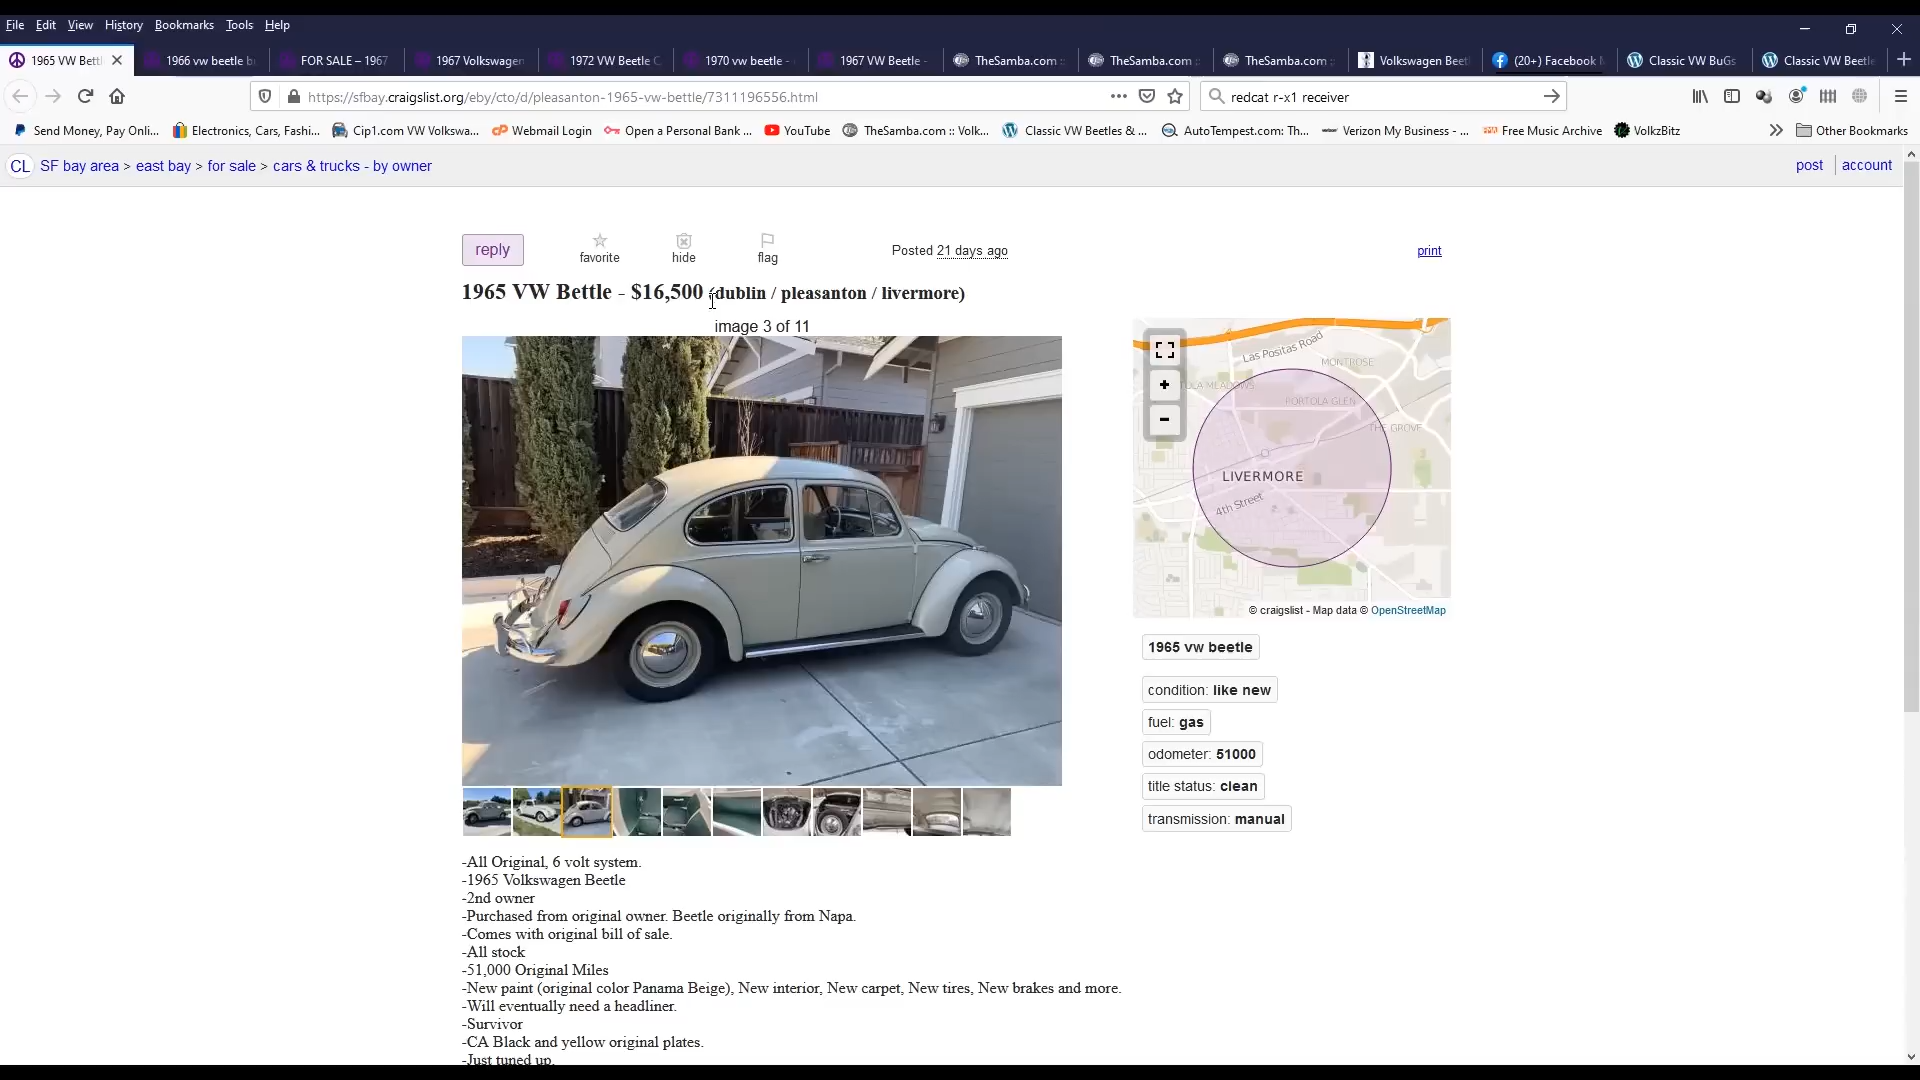 File Edit View History Bookmarks Tools Help
1965 VW Bettl
1966 vw beetle b
FOR SALE – 1967
1967 Volkswagen
1972 VW Beetle C
1970 vw beetle -
1967 VW Beetle -
TheSamba.com ::
TheSamba.com ::
TheSamba.com ::
Volkswagen Beet
(20+) Facebook
Classic VW BuGs
Classic VW Beetle
https://sfbay.craigslist.org/eby/cto/d/pleasanton-1965-vw-bettle/7311196556.html
redcat r-x1 receiver
Send Money, Pay Onli...
Electronics, Cars, Fashi...
Cip1.com VW Volkswa...
Webmail Login
Open a Personal Bank ...
YouTube
TheSamba.com :: Volk...
Classic VW Beetles & ...
AutoTempest.com: Th...
Verizon My Business - ...
Free Music Archive
VolkzBitz
Other Bookmarks
CL SF bay area > east bay > for sale > cars & trucks - by owner
post account
reply
favorite
hide
flag
Posted 21 days ago
print
1965 VW Bettle - $16,500 (dublin / pleasanton / livermore)
image 3 of 11
Las Positas Road
MONTROSE
PORTOLA GLEN
THE GROVE
LIVERMORE
4th Street
+
-
© craigslist - Map data © OpenStreetMap
1965 vw beetle
condition: like new
fuel: gas
odometer: 51000
title status: clean
transmission: manual
-All Original, 6 volt system.
-1965 Volkswagen Beetle
-2nd owner
-Purchased from original owner. Beetle originally from Napa.
-Comes with original bill of sale.
-All stock
-51,000 Original Miles
-New paint (original color Panama Beige), New interior, New carpet, New tires, New brakes and more.
-Will eventually need a headliner.
-Survivor
-CA Black and yellow original plates.
-Just tuned up.